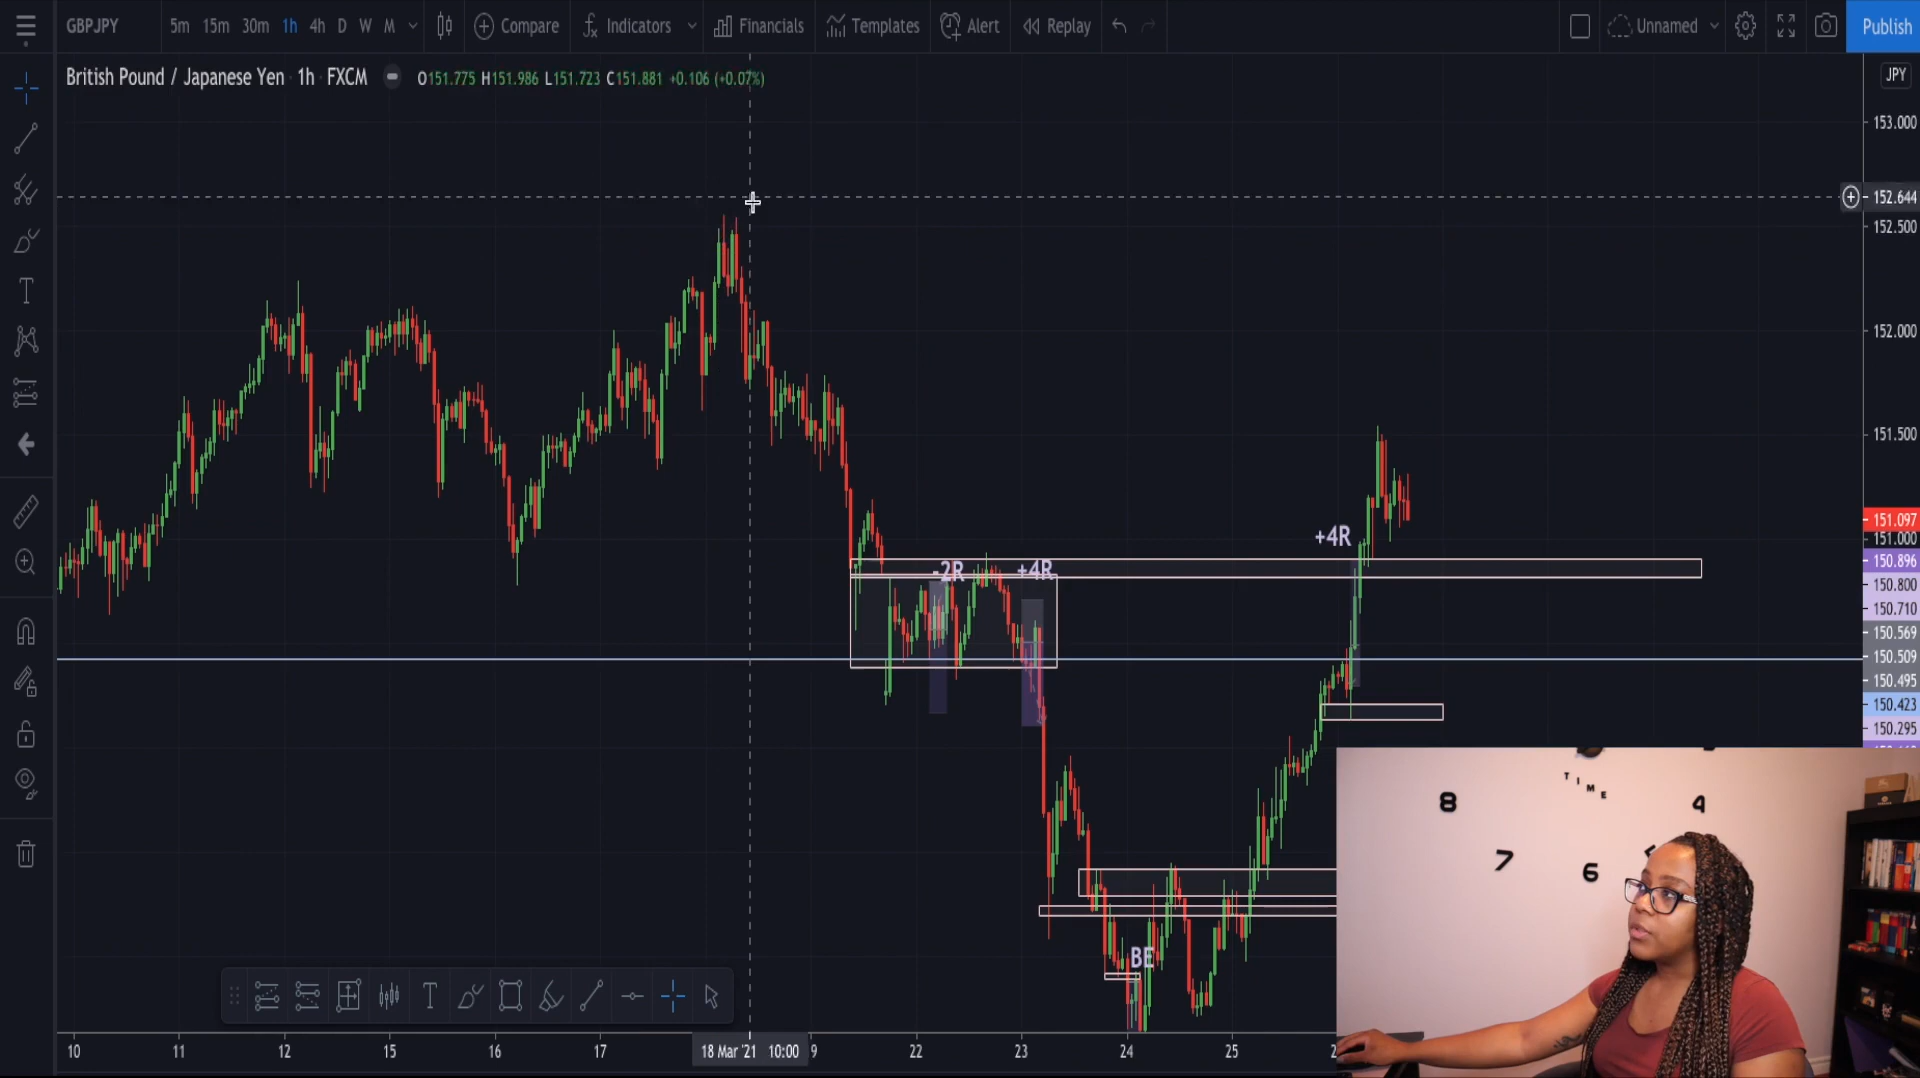 GBPJPY 5m 15m 30m 1h 4h D W M Compare Indicators Financials Templates Alert Replay Unnamed Publish
British Pound / Japanese Yen · 1h · FXCM O151.775 H151.986 L151.723 C151.881 +0.106 (+0.07%)
JPY
153.000
152.644
152.500
152.000
151.500
151.097
151.000
150.896
150.800
150.710
150.569
150.509
150.495
150.423
150.295
+4R
-2R
+4R
BE
T
T
TIME
8
4
7
6
10 11 12 15 16 17 18 Mar '21 10:00 9 22 23 24 25